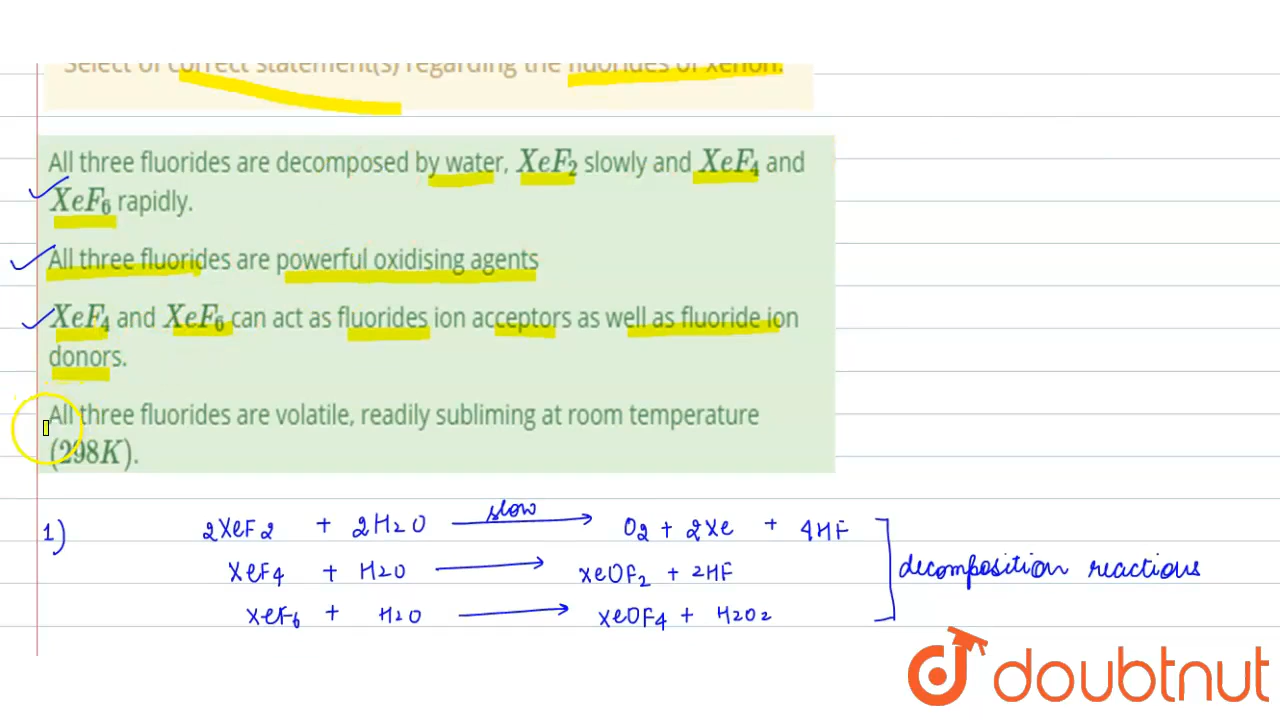 Select of correct statement(s) regarding the fluorides of xenon.
All three fluorides are decomposed by water, XeF₂ slowly and XeF₄ and
XeF₆ rapidly.
All three fluorides are powerful oxidising agents
XeF₄ and XeF₆ can act as fluorides ion acceptors as well as fluoride ion
donors.
All three fluorides are volatile, readily subliming at room temperature
(298K).
1) 2XeF₂ + 2H₂O slow → O₂ + 2Xe + 4HF
XeF₄ + H₂O → XeOF₂ + 2HF
decomposition reactions
XeF₆ + H₂O → XeOF₄ + H₂O₂
doubtnut